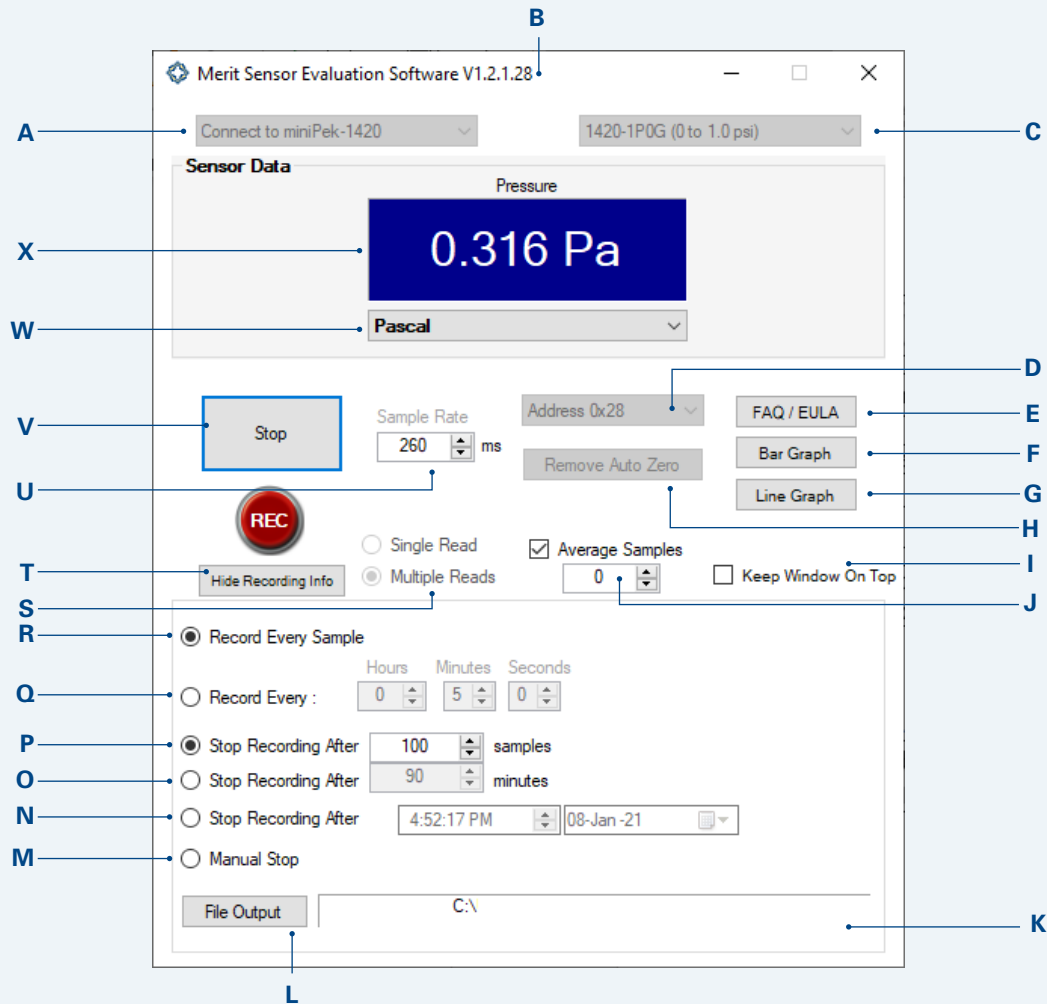 B
Merit Sensor Evaluation Software V1.2.1.28
A
Connect to miniPek-1420
1420-1P0G (0 to 1.0 psi)
C
Sensor Data
Pressure
X
0.316 Pa
W
Pascal
D
V
Stop
Sample Rate
260 ms
Address 0x28
FAQ / EULA
E
Remove Auto Zero
Bar Graph
F
U
Line Graph
G
REC
H
Single Read
Average Samples
I
T
Hide Recording Info
Multiple Reads
0
Keep Window On Top
S
J
R
Record Every Sample
Hours Minutes Seconds
Q
Record Every : 0 5 0
P
Stop Recording After 100 samples
O
Stop Recording After 90 minutes
N
Stop Recording After 4:52:17 PM 08-Jan -21
M
Manual Stop
File Output C:\
K
L